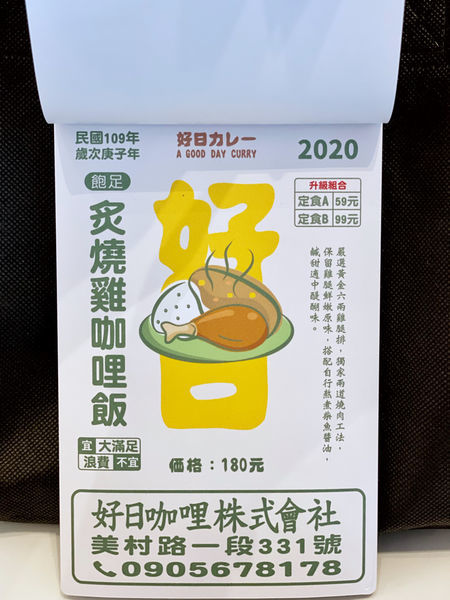 民國109年
歲次庚子年
好日カレー
A GOOD DAY CURRY
2020
飽足
炙燒雞咖哩飯
宜 大滿足
浪費 不宜
好日
升級組合
定食A 59元
定食B 99元
嚴選黃金六兩雞腿排，獨家兩道燒肉工法，
保留雞腿鮮嫩原味，搭配自行熬煮柴魚醬油，
鹹甜適中醍醐味。
価格：180元
好日咖哩株式會社
美村路一段331號
0905678178